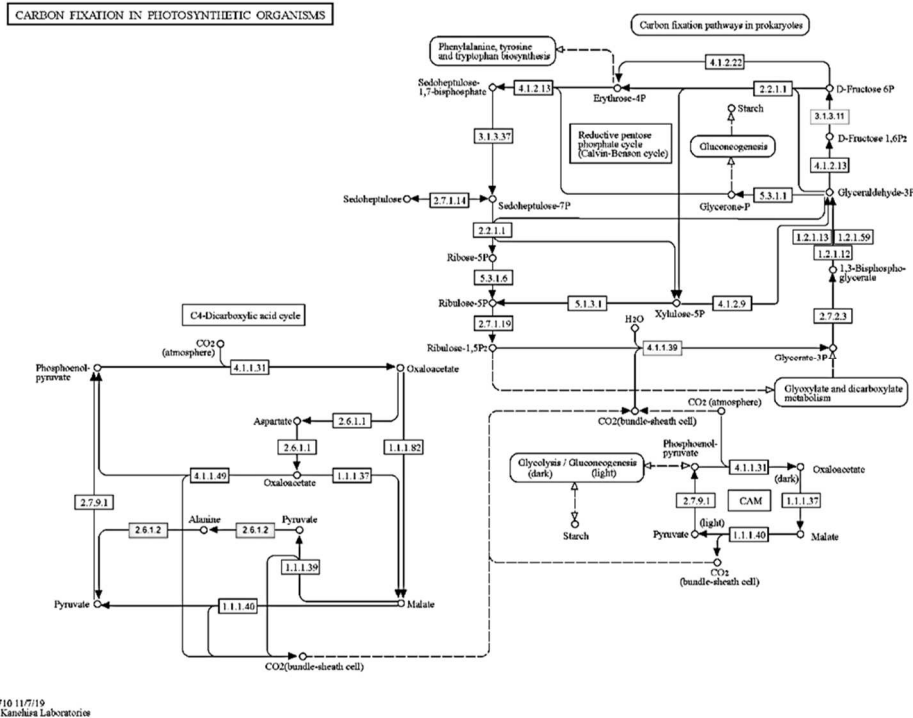 CARBON FIXATION IN PHOTOSYNTHETIC ORGANISMS
Carbon fixation pathways in prokaryotes
Phenylalanine, tyrosine
and tryptophan biosynthesis
4.1.2.22
Sedoheptulose-
1,7-bisphosphate
4.1.2.13
Erythrose-4P
2.2.1.1
D-Fructose 6P
Starch
3.1.3.11
3.1.3.37
Reductive pentose
phosphate cycle
(Calvin-Benson cycle)
Gluconeogenesis
D-Fructose 1,6P2
4.1.2.13
Sedoheptulose
2.7.1.14
Sedoheptulose-7P
Glycerone-P
5.3.1.1
Glyceraldehyde-3P
2.2.1.1
1.2.1.13
1.2.1.59
1.2.1.12
Ribose-5P
1,3-Bisphospho-
glycerate
5.3.1.6
Ribulose-5P
5.1.3.1
Xylulose-5P
4.1.2.9
2.7.2.3
2.7.1.19
H2O
Ribulose-1,5P2
4.1.1.39
Glycerate-3P
Glyoxylate and dicarboxylate
metabolism
C4-Dicarboxylic acid cycle
CO2
(atmosphere)
Phosphoenol-
pyruvate
4.1.1.31
Oxaloacetate
Aspartate
2.6.1.1
2.6.1.1
1.1.1.82
4.1.1.49
Oxaloacetate
1.1.1.37
2.7.9.1
2.6.1.2
Alanine
2.6.1.2
Pyruvate
1.1.1.39
Pyruvate
1.1.1.40
Malate
CO2(bundle-sheath cell)
CO2 (atmosphere)
CO2(bundle-sheath cell)
Phosphoenol-
pyruvate
Glycolysis / Gluconeogenesis
(dark) (light)
4.1.1.31
(dark)
Oxaloacetate
2.7.9.1
CAM
1.1.1.37
Starch
Pyruvate
(light)
1.1.1.40
Malate
CO2
(bundle-sheath cell)
710 11/7/19
Kanehisa Laboratories